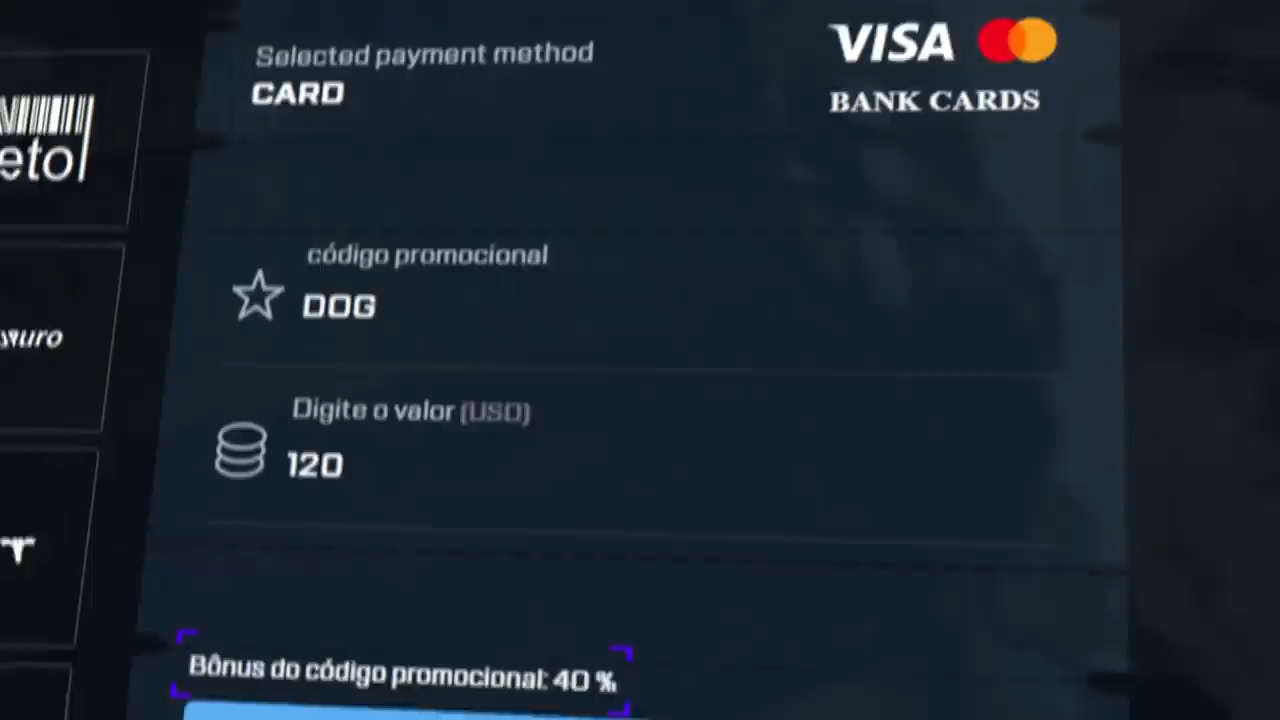 Selected payment method
CARD
VISA
BANK CARDS
código promocional
DOG
Digite o valor (USD)
120
Bônus do código promocional: 40 %
eto